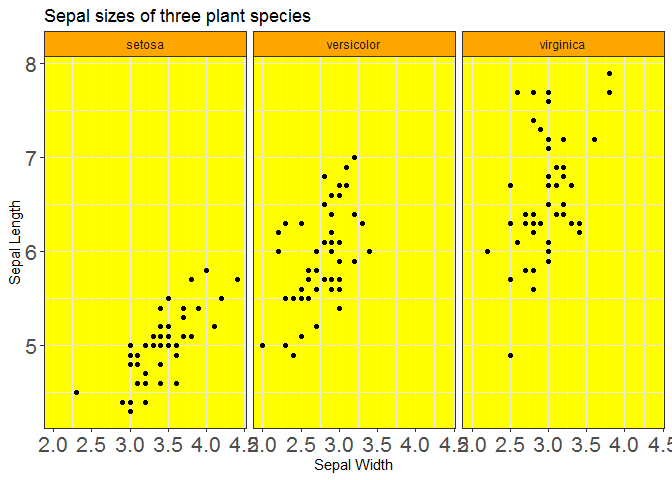 Sepal sizes of three plant species
setosa versicolor virginica
8
7
6
5
Sepal Length
2.0 2.5 3.0 3.5 4.0 4.5 2.0 2.5 3.0 3.5 4.0 4.5 2.0 2.5 3.0 3.5 4.0 4.5
Sepal Width